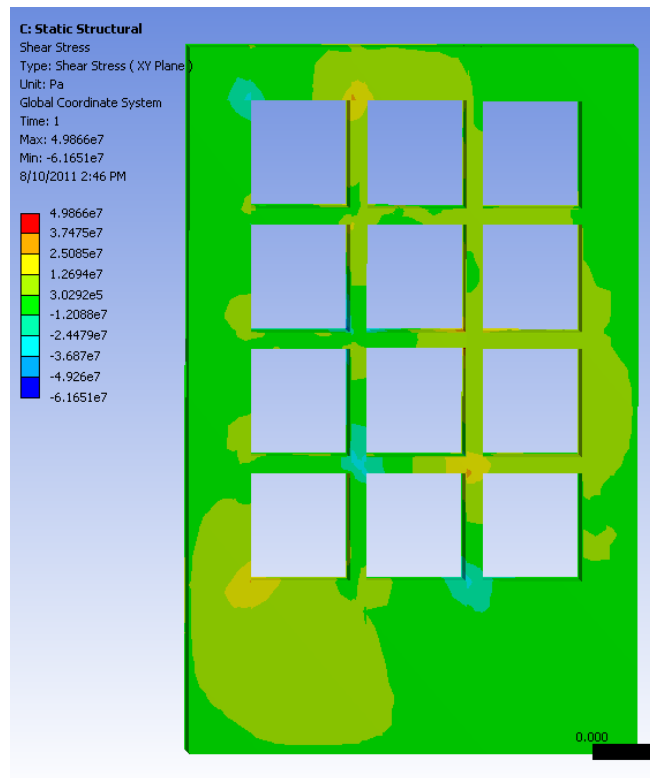 C: Static Structural
Shear Stress
Type: Shear Stress ( XY Plane )
Unit: Pa
Global Coordinate System
Time: 1
Max: 4.9866e7
Min: -6.1651e7
8/10/2011 2:46 PM
4.9866e7
3.7475e7
2.5085e7
1.2694e7
3.0292e5
-1.2088e7
-2.4479e7
-3.687e7
-4.926e7
-6.1651e7
0.000